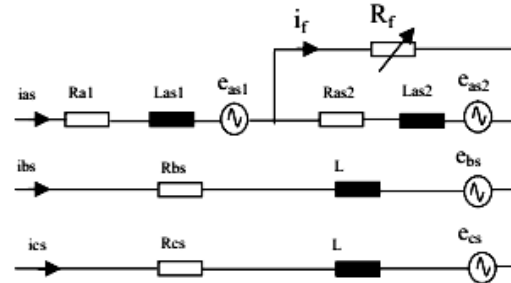 i_f R_f
ias Ra1 Las1 e_as1 Ras2 Las2 e_as2
ibs Rbs L e_bs
ics Rcs L e_cs